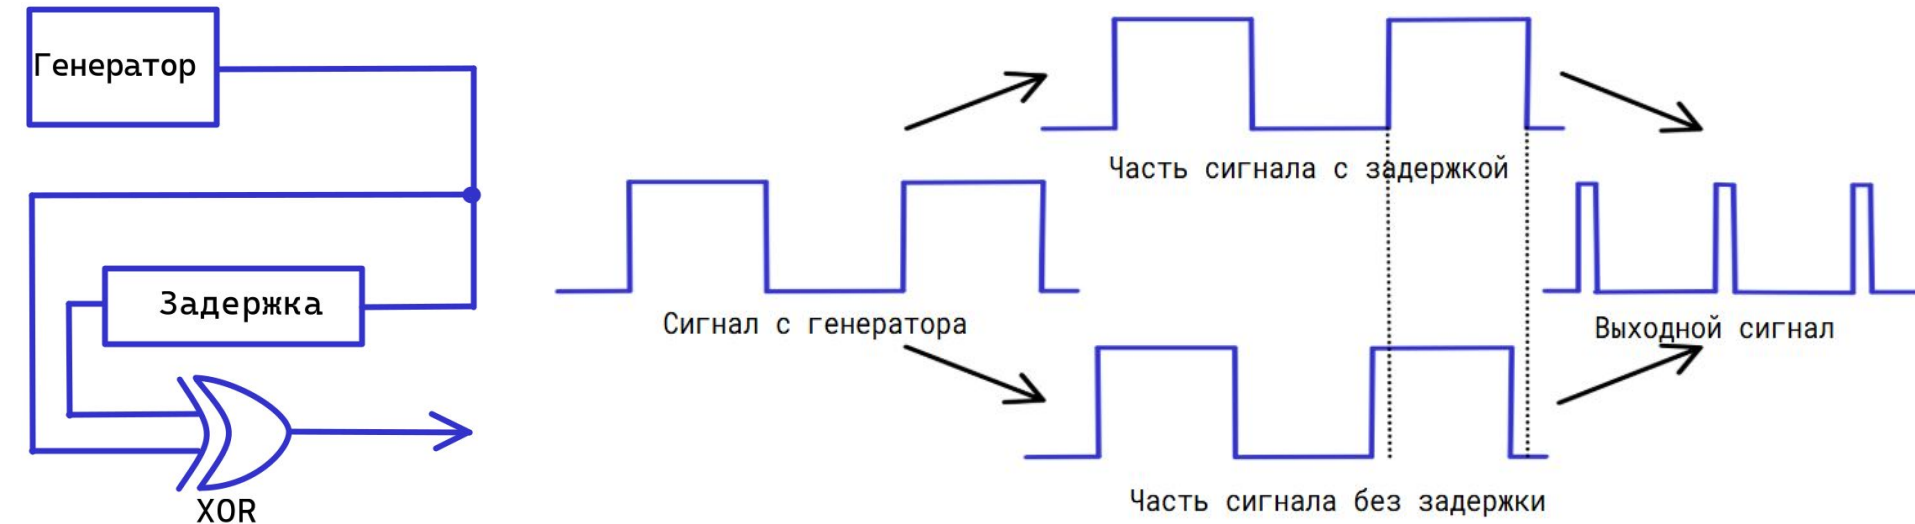 Генератор
Задержка
XOR
Сигнал с генератора
Часть сигнала с задержкой
Часть сигнала без задержки
Выходной сигнал